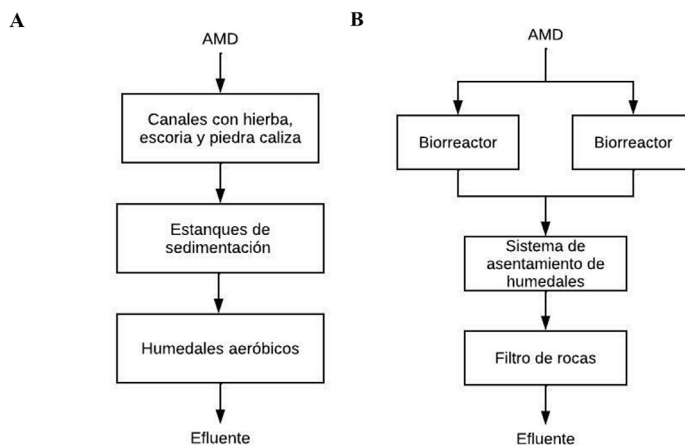 A
AMD
Canales con hierba,
escoria y piedra caliza
Estanques de
sedimentación
Humedales aeróbicos
Efluente
B
AMD
Biorreactor
Biorreactor
Sistema de
asentamiento de
humedales
Filtro de rocas
Efluente